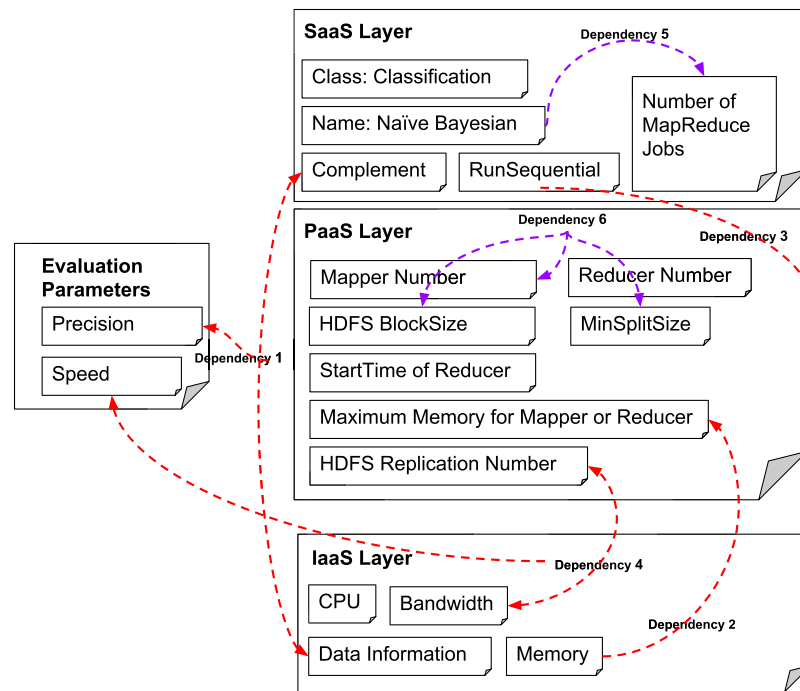 SaaS Layer
Dependency 5
Class: Classification
Name: Naïve Bayesian
Number of
MapReduce
Jobs
Complement
RunSequential
PaaS Layer
Dependency 6
Dependency 3
Mapper Number
Reducer Number
HDFS BlockSize
MinSplitSize
StartTime of Reducer
Maximum Memory for Mapper or Reducer
HDFS Replication Number
Evaluation
Parameters
Precision
Dependency 1
Speed
IaaS Layer
Dependency 4
CPU
Bandwidth
Dependency 2
Data Information
Memory